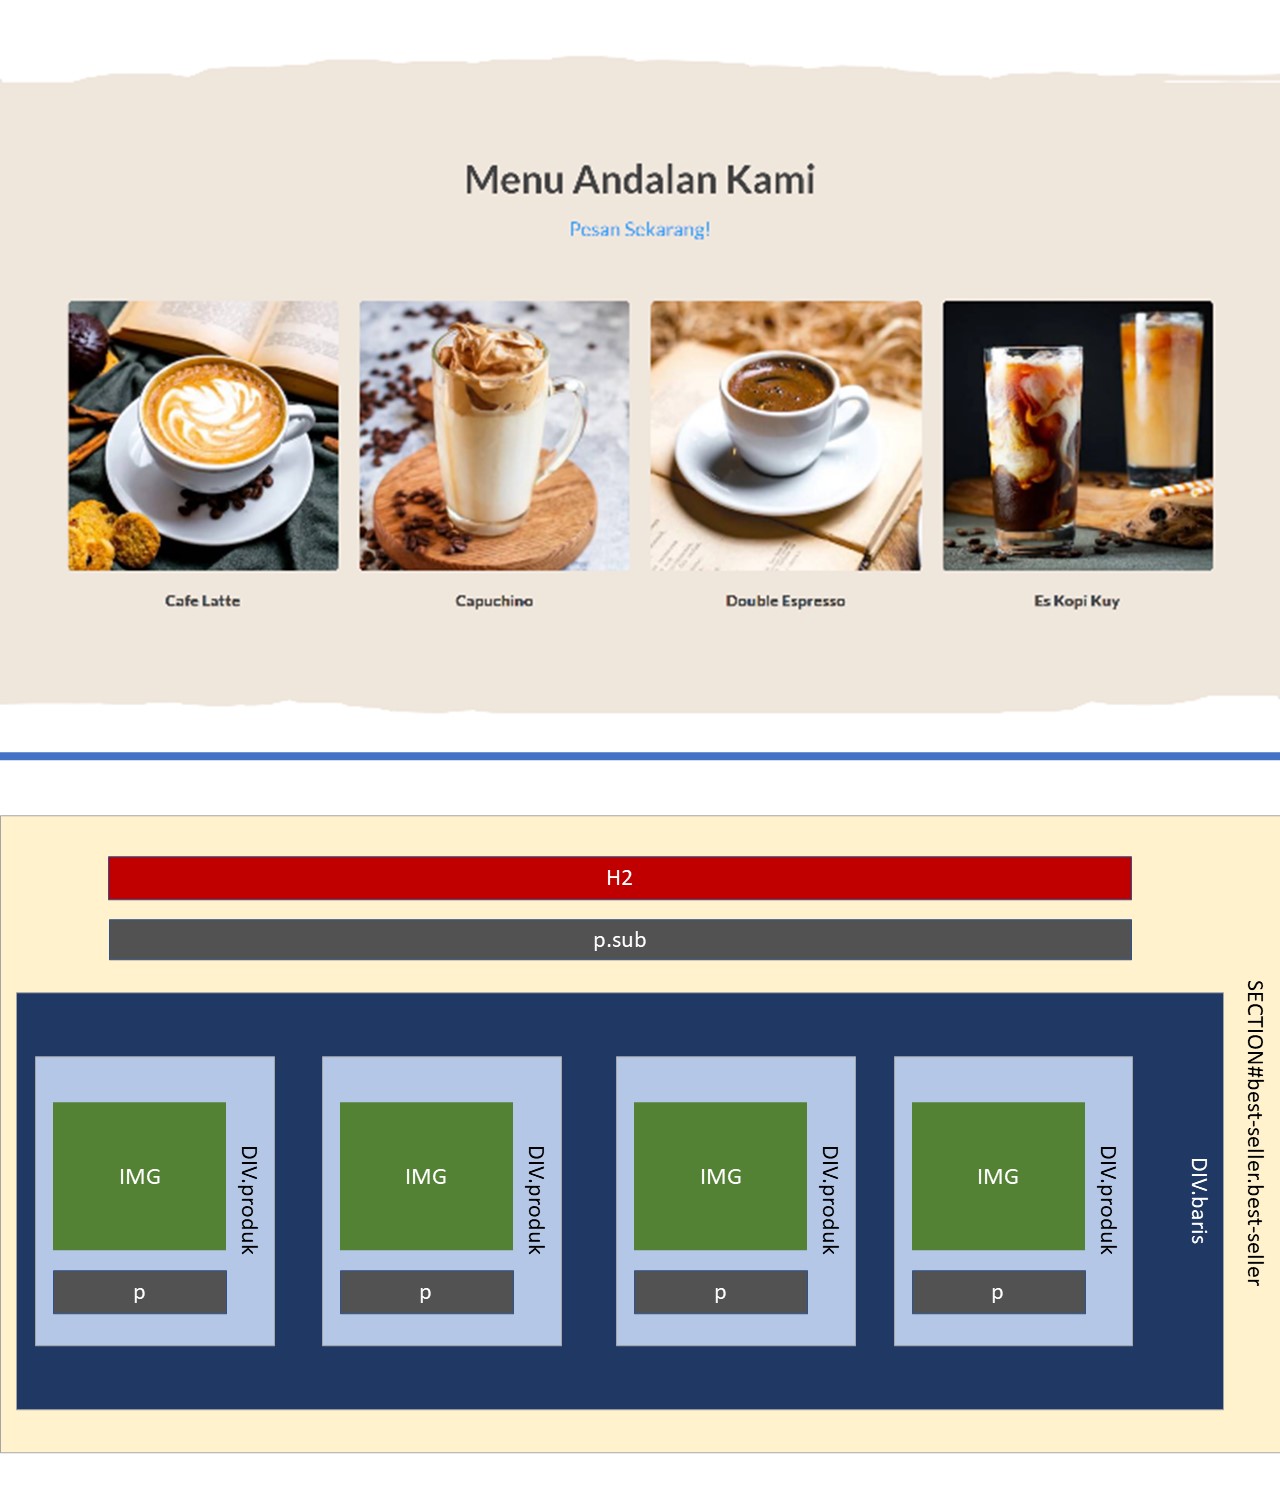 Menu Andalan Kami
Pesan Sekarang!
Cafe Latte
Capuchino
Double Espresso
Es Kopi Kuy
H2
p.sub
IMG
p
DIV.produk
IMG
p
DIV.produk
IMG
p
DIV.produk
IMG
p
DIV.produk
DIV.baris
SECTION#best-seller.best-seller